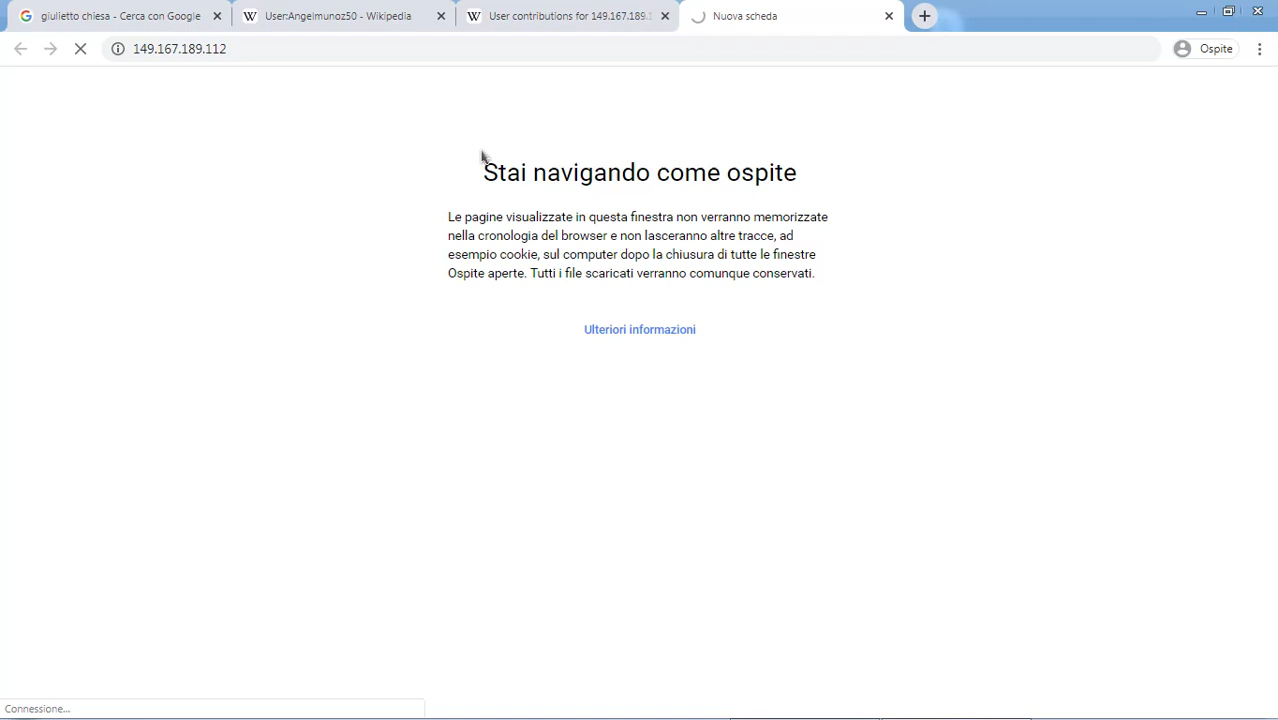 giulietto chiesa - Cerca con Google
UserAngelmunoz50 - Wikipedia
User contributions for 149.167.189.1
Nuova scheda
149.167.189.112
Ospite
Stai navigando come ospite
Le pagine visualizzate in questa finestra non verranno memorizzate
nella cronologia del browser e non lasceranno altre tracce, ad
esempio cookie, sul computer dopo la chiusura di tutte le finestre
Ospite aperte. Tutti i file scaricati verranno comunque conservati.
Ulteriori informazioni
Connessione...